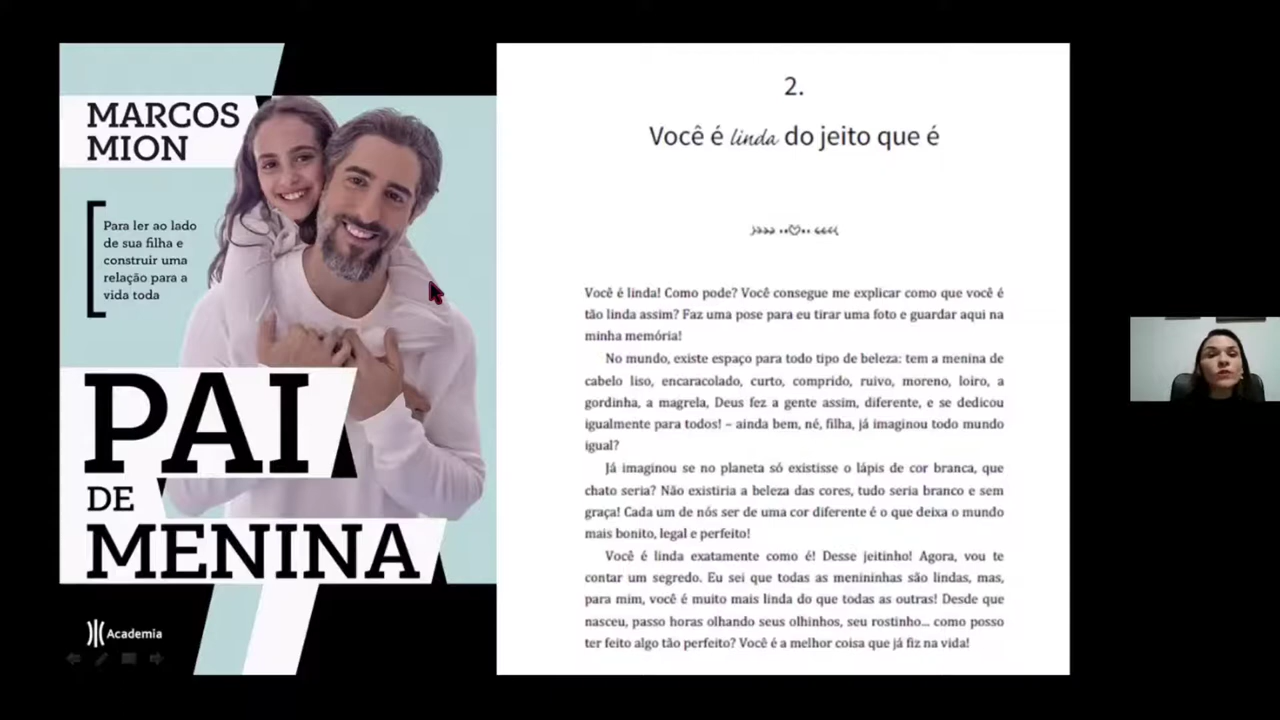 MARCOS
MION
Para ler ao lado
de sua filha e
construir uma
relação para a
vida toda
PAI
DE
MENINA
Academia
2.
Você é linda do jeito que é
Você é linda! Como pode? Você consegue me explicar como que você é
tão linda assim? Faz uma pose para eu tirar uma foto e guardar aqui na
minha memória!
No mundo, existe espaço para todo tipo de beleza: tem a menina de
cabelo liso, encaracolado, curto, comprido, ruivo, moreno, loiro, a
gordinha, a magrela, Deus fez a gente assim, diferente, e se dedicou
igualmente para todos! – ainda bem, né, filha, já imaginou todo mundo
igual?
Já imaginou se no planeta só existisse o lápis de cor branca, que
chato seria? Não existiria a beleza das cores, tudo seria branco e sem
graça! Cada um de nós ser de uma cor diferente é o que deixa o mundo
mais bonito, legal e perfeito!
Você é linda exatamente como é! Desse jeitinho! Agora, vou te
contar um segredo. Eu sei que todas as menininhas são lindas, mas,
para mim, você é muito mais linda do que todas as outras! Desde que
nasceu, passo horas olhando seus olhinhos, seu rostinho... como posso
ter feito algo tão perfeito? Você é a melhor coisa que já fiz na vida!